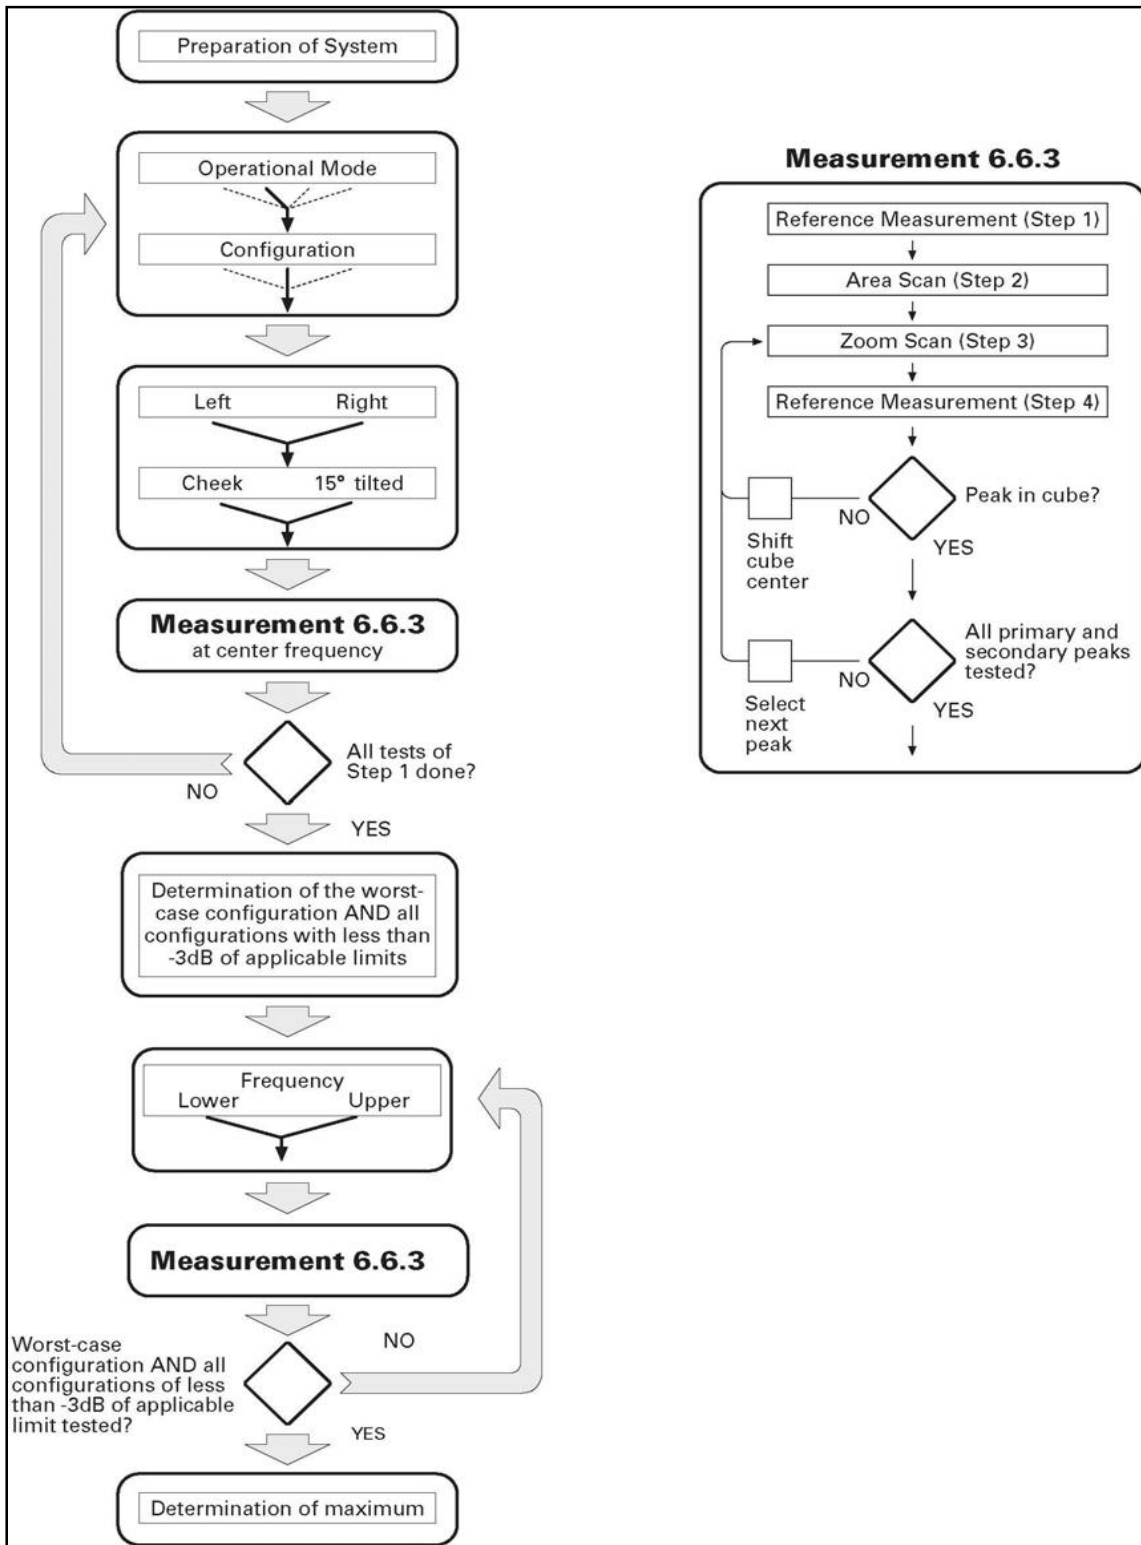 Preparation of System
Operational Mode
Configuration
Left Right
Cheek 15° tilted
Measurement 6.6.3
at center frequency
All tests of
Step 1 done?
NO
YES
Determination of the worst-
case configuration AND all
configurations with less than
-3dB of applicable limits
Frequency
Lower Upper
Measurement 6.6.3
NO
Worst-case
configuration AND all
configurations of less
than -3dB of applicable
limit tested?
YES
Determination of maximum
Measurement 6.6.3
Reference Measurement (Step 1)
Area Scan (Step 2)
Zoom Scan (Step 3)
Reference Measurement (Step 4)
Peak in cube?
NO
Shift
cube
center
YES
All primary and
secondary peaks
tested?
NO
Select
next
peak
YES